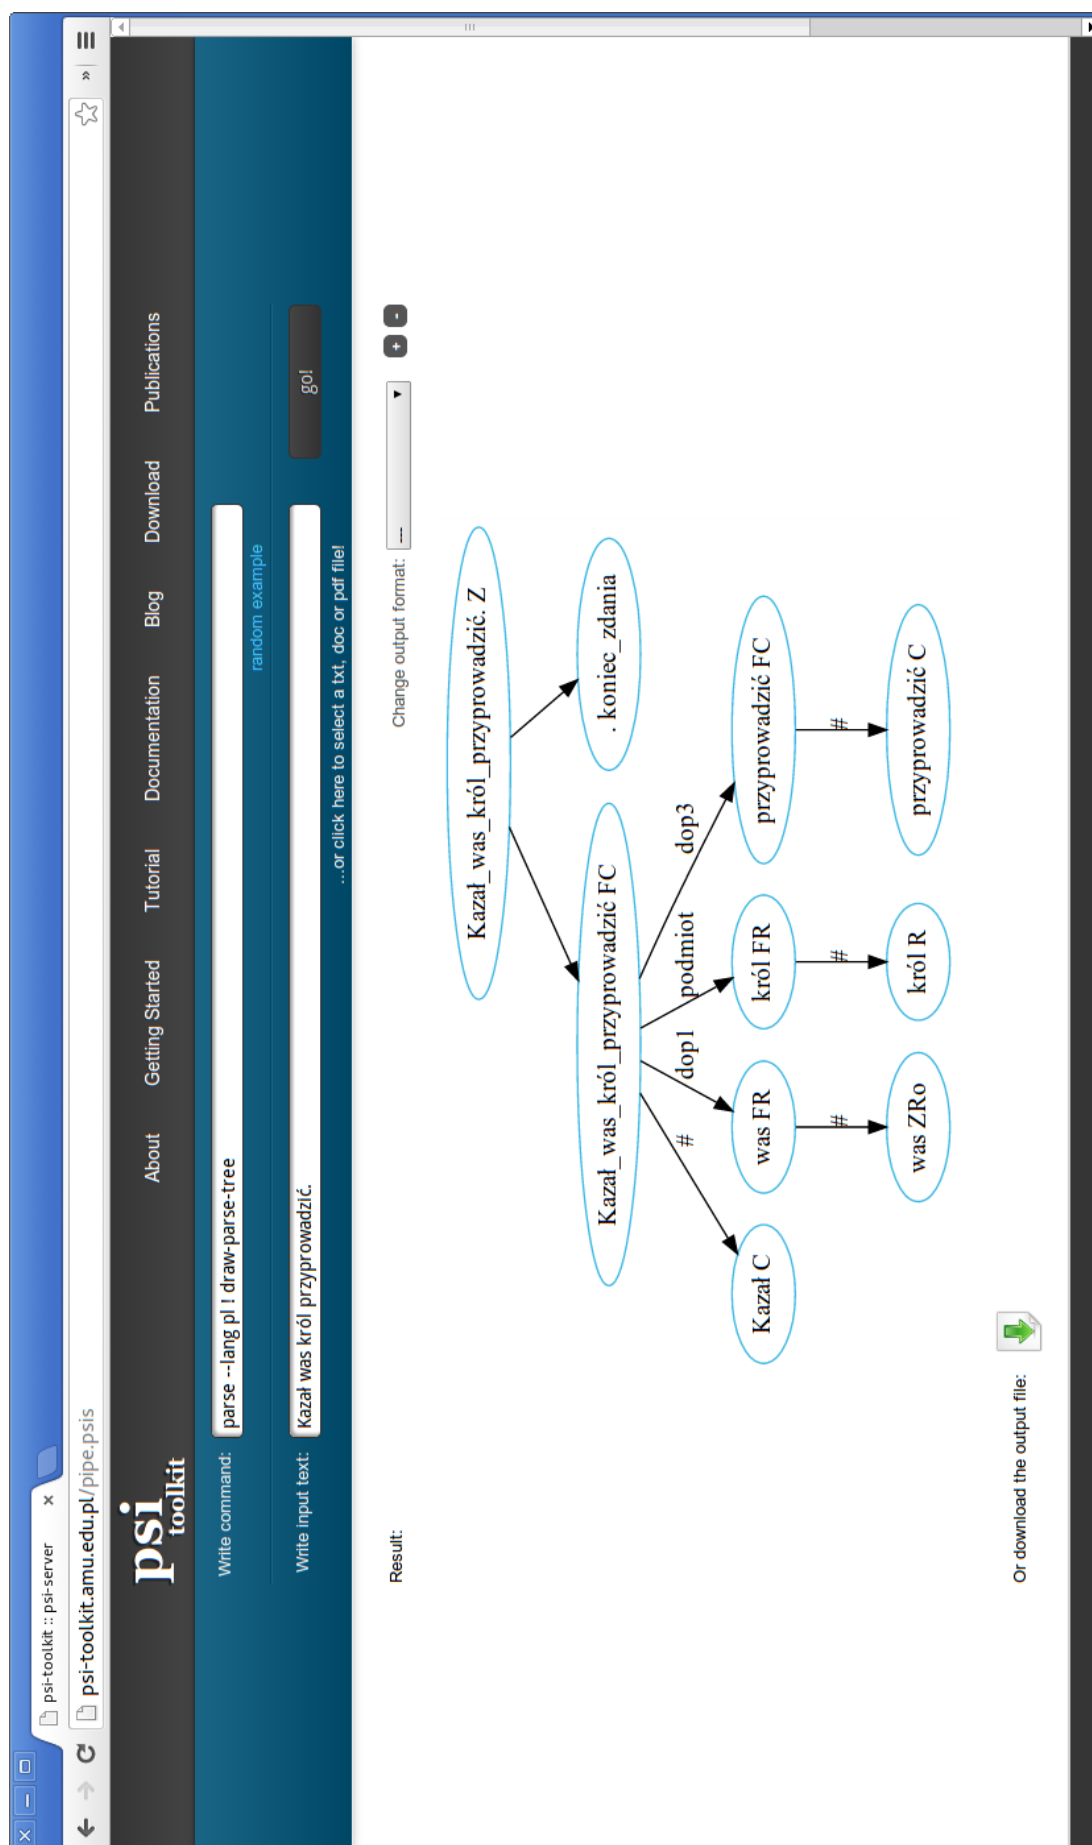 psi-toolkit :: psi-server ×
psi-toolkit.amu.edu.pl/pipe.psis »
psi
toolkit
About Getting Started Tutorial Documentation Blog Download Publications
Write command: parse --lang pl ! draw-parse-tree
random example
Write input text: Kazał was król przyprowadzić. go!
...or click here to select a txt, doc or pdf file!
Result: Change output format: --- + -
Kazał_was_król_przyprowadzić. Z
Kazał_was_król_przyprowadzić FC . koniec_zdania
# dop1 podmiot dop3
Kazał C was FR król FR przyprowadzić FC
# # #
was ZRo król R przyprowadzić C
Or download the output file: